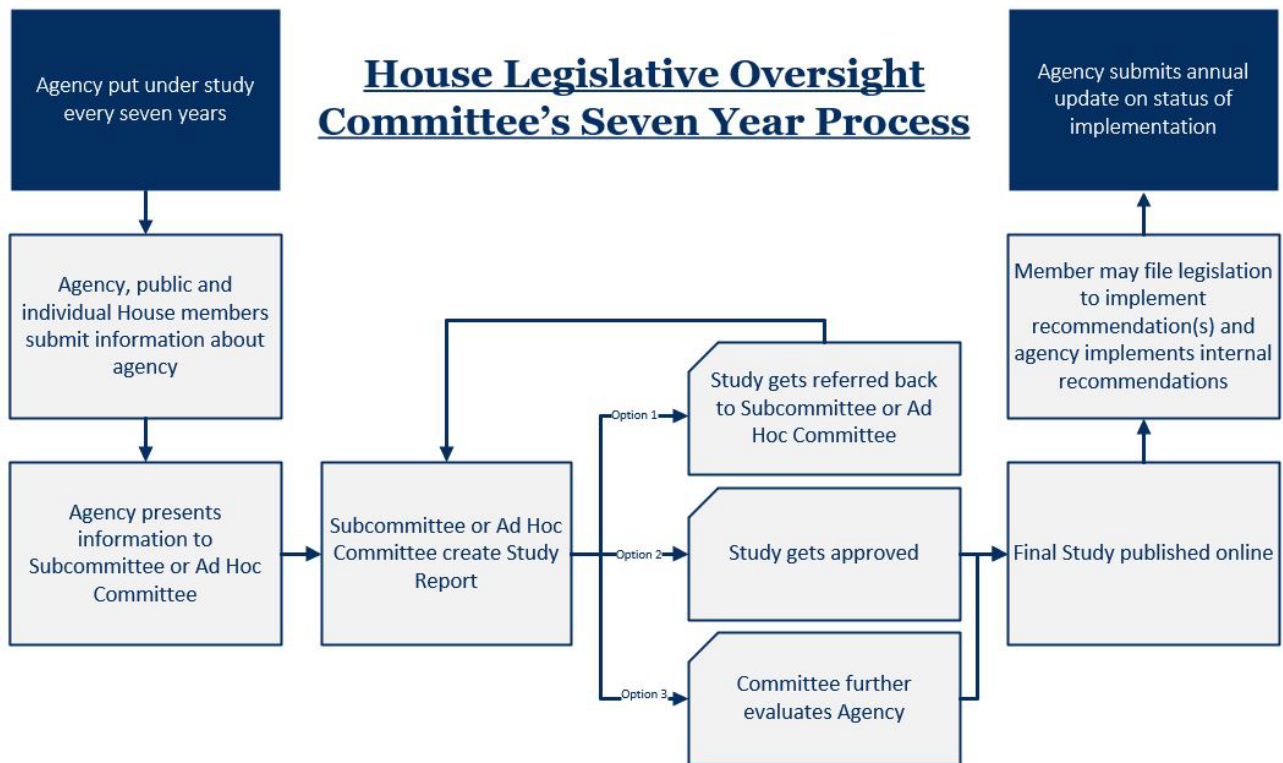 House Legislative Oversight
Committee’s Seven Year Process
Agency put under study
every seven years
Agency, public and
individual House members
submit information about
agency
Agency presents
information to
Subcommittee or Ad Hoc
Committee
Subcommittee or Ad Hoc
Committee create Study
Report
Option 1
Study gets referred back
to Subcommittee or Ad
Hoc Committee
Option 2
Study gets approved
Option 3
Committee further
evaluates Agency
Final Study published online
Member may file legislation
to implement
recommendation(s) and
agency implements internal
recommendations
Agency submits annual
update on status of
implementation